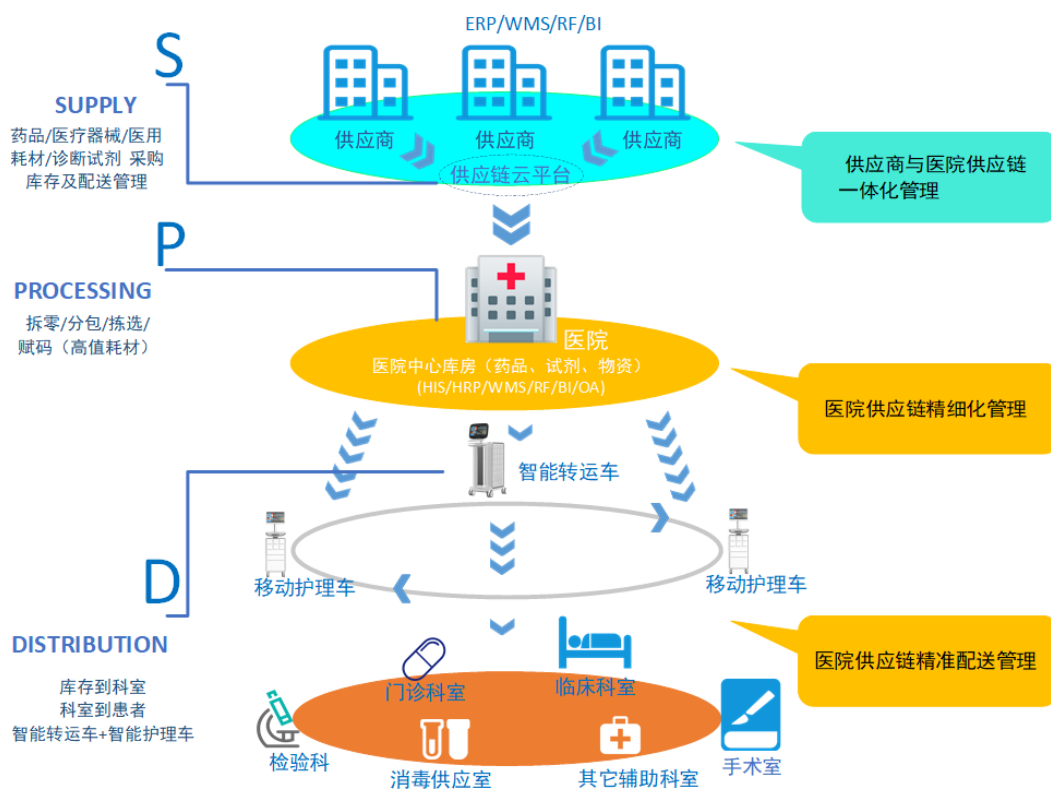 ERP/WMS/RF/BI
S
SUPPLY
药品/医疗器械/医用
耗材/诊断试剂 采购
库存及配送管理
供应商
供应商
供应商
供应链云平台
供应商与医院供应链
一体化管理
P
PROCESSING
拆零/分包/拣选/
赋码（高值耗材）
医院
医院中心库房（药品、试剂、物资）
(HIS/HRP/WMS/RF/BI/OA)
医院供应链精细化管理
智能转运车
D
移动护理车
移动护理车
DISTRIBUTION
库存到科室
科室到患者
智能转运车+智能护理车
医院供应链精准配送管理
门诊科室
临床科室
检验科
消毒供应室
其它辅助科室
手术室